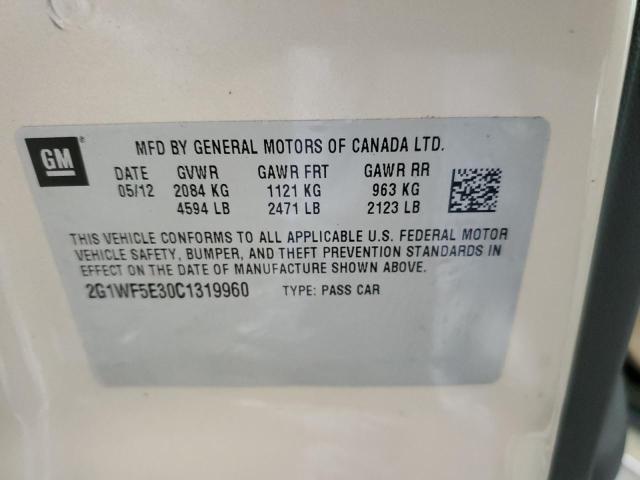 GM ®
MFD BY GENERAL MOTORS OF CANADA LTD.
DATE GVWR GAWR FRT GAWR RR
05/12 2084 KG 1121 KG 963 KG
4594 LB 2471 LB 2123 LB
THIS VEHICLE CONFORMS TO ALL APPLICABLE U.S. FEDERAL MOTOR
VEHICLE SAFETY, BUMPER, AND THEFT PREVENTION STANDARDS IN
EFFECT ON THE DATE OF MANUFACTURE SHOWN ABOVE.
2G1WF5E30C1319960 TYPE: PASS CAR